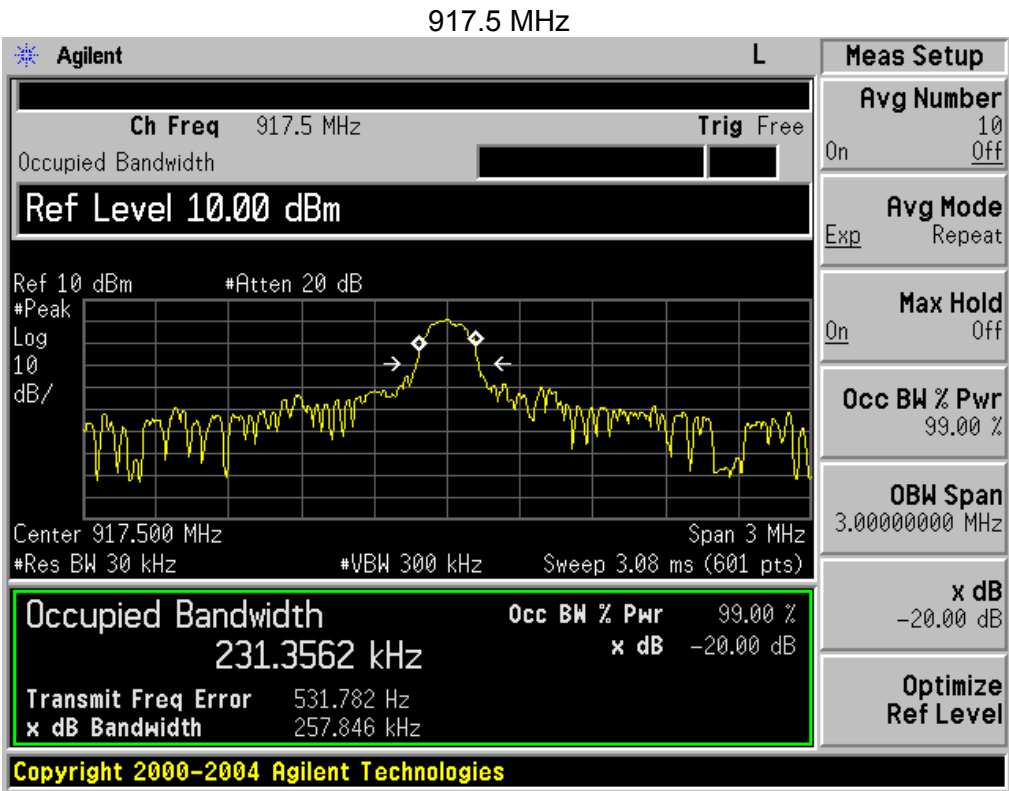 917.5 MHz
Agilent L Meas Setup
Ch Freq 917.5 MHz Trig Free
Occupied Bandwidth
Ref Level 10.00 dBm
Ref 10 dBm #Atten 20 dB
#Peak
Log
10
dB/
Center 917.500 MHz Span 3 MHz
#Res BW 30 kHz #VBW 300 kHz Sweep 3.08 ms (601 pts)
Occupied Bandwidth Occ BW % Pwr 99.00 %
231.3562 kHz x dB -20.00 dB
Transmit Freq Error 531.782 Hz
x dB Bandwidth 257.846 kHz
Avg Number
10
On Off
Avg Mode
Exp Repeat
Max Hold
On Off
Occ BW % Pwr
99.00 %
OBW Span
3.00000000 MHz
x dB
-20.00 dB
Optimize
Ref Level
Copyright 2000-2004 Agilent Technologies